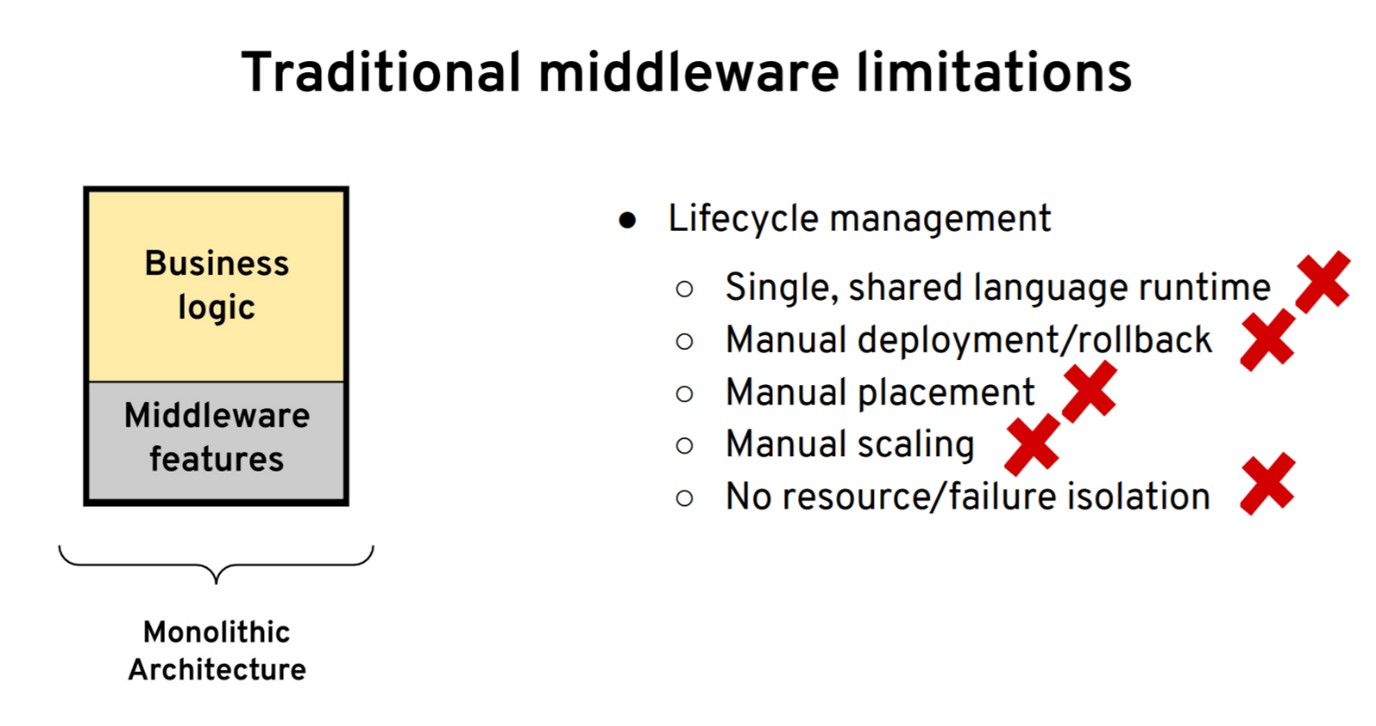 Traditional middleware limitations
Business
logic
Middleware
features
Monolithic
Architecture
● Lifecycle management
○ Single, shared language runtime
○ Manual deployment/rollback
○ Manual placement
○ Manual scaling
○ No resource/failure isolation